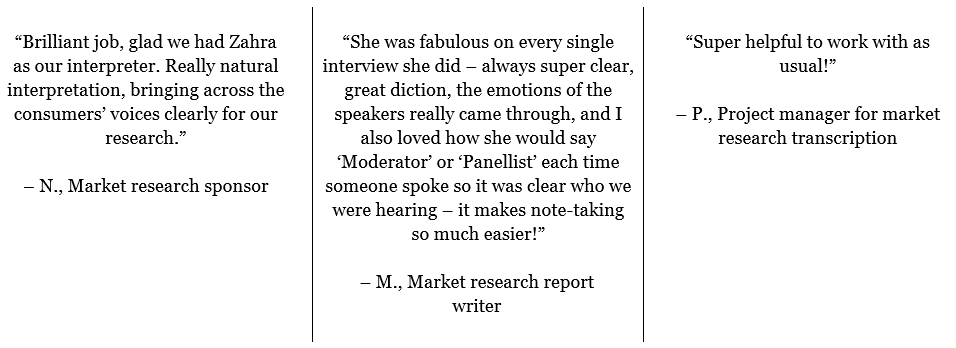 “Brilliant job, glad we had Zahra
as our interpreter. Really natural
interpretation, bringing across the
consumers’ voices clearly for our
research.”
– N., Market research sponsor
“She was fabulous on every single
interview she did – always super clear,
great diction, the emotions of the
speakers really came through, and I
also loved how she would say
‘Moderator’ or ‘Panellist’ each time
someone spoke so it was clear who we
were hearing – it makes note-taking
so much easier!”
– M., Market research report
writer
“Super helpful to work with as
usual!”
– P., Project manager for market
research transcription